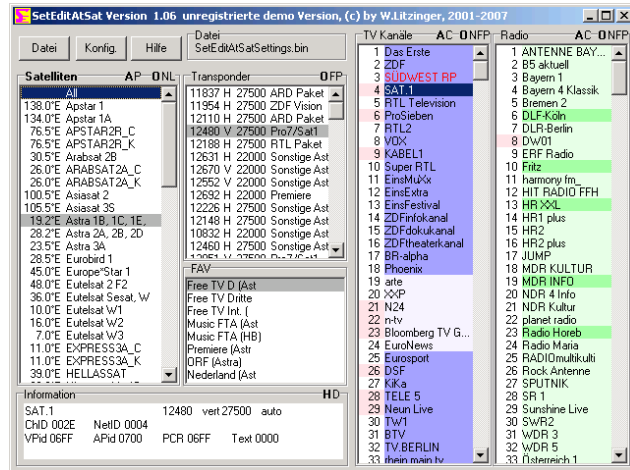 SetEditAtSat Version 1.06 unregistrierte demo Version, (c) by W.Litzinger, 2001-2007
Datei
Konfig.
Hilfe
Datei
SetEditAtSatSettings.bin
Satelliten AP ONL
All
138.0°E Apstar 1
134.0°E Apstar 1A
76.5°E APSTAR2R_C
76.5°E APSTAR2R_K
30.5°E Arabsat 2B
26.0°E ARABSAT2A_C
26.0°E ARABSAT2A_K
100.5°E Asiasat 2
105.5°E Asiasat 3S
19.2°E Astra 1B, 1C, 1E,
28.2°E Astra 2A, 2B, 2D
23.5°E Astra 3A
28.5°E Eurobird 1
45.0°E Europe*Star 1
48.0°E Eutelsat 2 F2
36.0°E Eutelsat Sesat, W
10.0°E Eutelsat W1
16.0°E Eutelsat W2
7.0°E Eutelsat W3
11.0°E EXPRESS3A_C
11.0°E EXPRESS3A_K
39.0°E HELLASSAT
Transponder OFP
11837 H 27500 ARD Paket
11954 H 27500 ZDF Vision
12110 H 27500 ARD Paket
12480 V 27500 Pro7/Sat1
12188 H 27500 RTL Paket
12631 H 22000 Sonstige Ast
12670 V 22000 Sonstige Ast
12552 V 22000 Sonstige Ast
12692 H 22000 Premiere
12226 H 27500 Sonstige Ast
12148 H 27500 Sonstige Ast
10832 H 22000 Sonstige Ast
12460 H 27500 Sonstige Ast
12051 V 27500 Pro7/Sat1
FAV
Free TV D (Ast
Free TV Dritte
Free TV Int. (
Music FTA (Ast
Music FTA (HB)
Premiere (Astr
ORF (Astra)
Nederland (Ast
Information HD
SAT.1 12480 vert 27500 auto
ChID 002E NetID 0004
VPid 06FF APid 0700 PCR 06FF Text 0000
TV Kanäle AC ONFP
1 Das Erste
2 ZDF
3 SÜDWEST RP
4 SAT.1
5 RTL Television
6 ProSieben
7 RTL2
8 VOX
9 KABEL1
10 Super RTL
11 EinsMuXx
12 EinsExtra
13 EinsFestival
14 ZDFinfokanal
15 ZDFdokukanal
16 ZDFtheaterkanal
17 BR-alpha
18 Phoenix
19 arte
20 XXP
21 N24
22 n-tv
23 Bloomberg TV G...
24 EuroNews
25 Eurosport
26 DSF
27 KiKa
28 TELE 5
29 Neun Live
30 TW1
31 BTV
32 TV.BERLIN
33 rhein main tv
Radio AC ONFP
1 ANTENNE BAY...
2 B5 aktuell
3 Bayern 1
4 Bayern 4 Klassik
5 Bremen 2
6 DLF-Köln
7 DLR-Berlin
8 DW01
9 ERF Radio
10 Fritz
11 harmony fm_
12 HIT RADIO FFH
13 HR XXL
14 HR1 plus
15 HR2
16 HR2 plus
17 JUMP
18 MDR KULTUR
19 MDR INFO
20 NDR 4 Info
21 NDR Kultur
22 planet radio
23 Radio Horeb
24 Radio Maria
25 RADIOmultikulti
26 Rock Antenne
27 SPUTNIK
28 SR 1
29 Sunshine Live
30 SWR2
31 WDR 3
32 WDR 5
33 Österreich 1